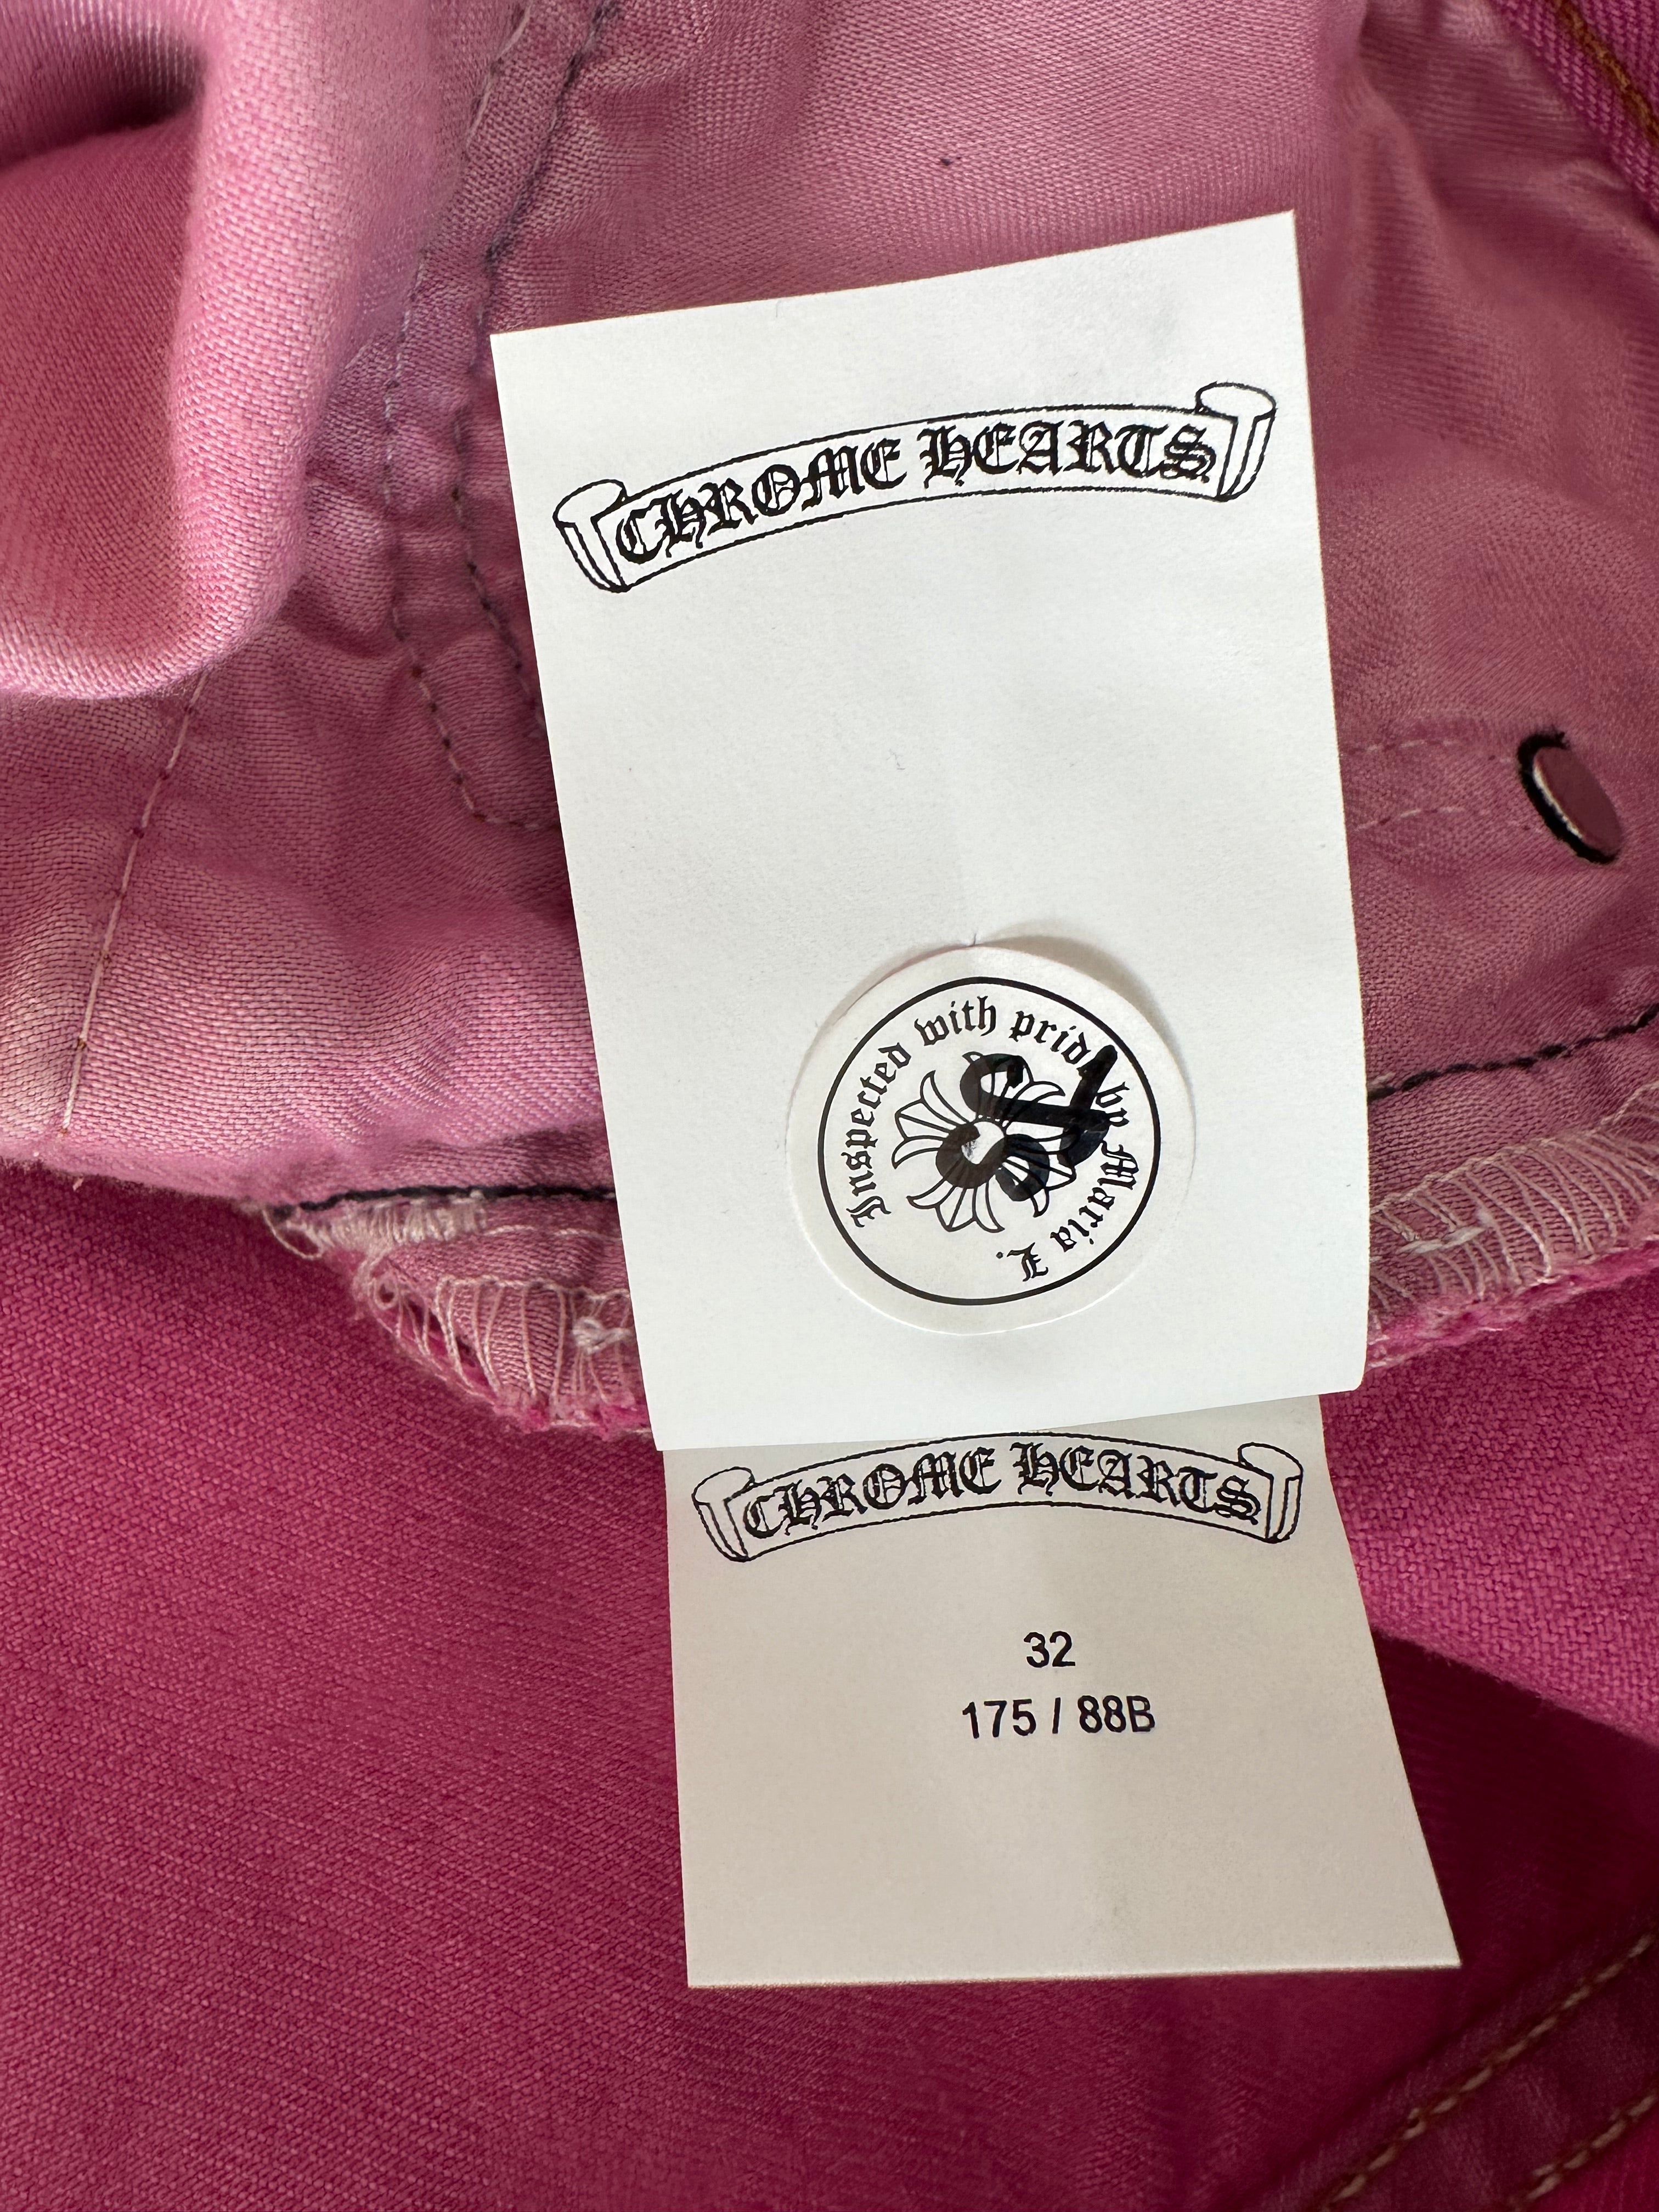 CHROME HEARTS
Inspected with pride by Maria E.
CHROME HEARTS
32
175 / 88B